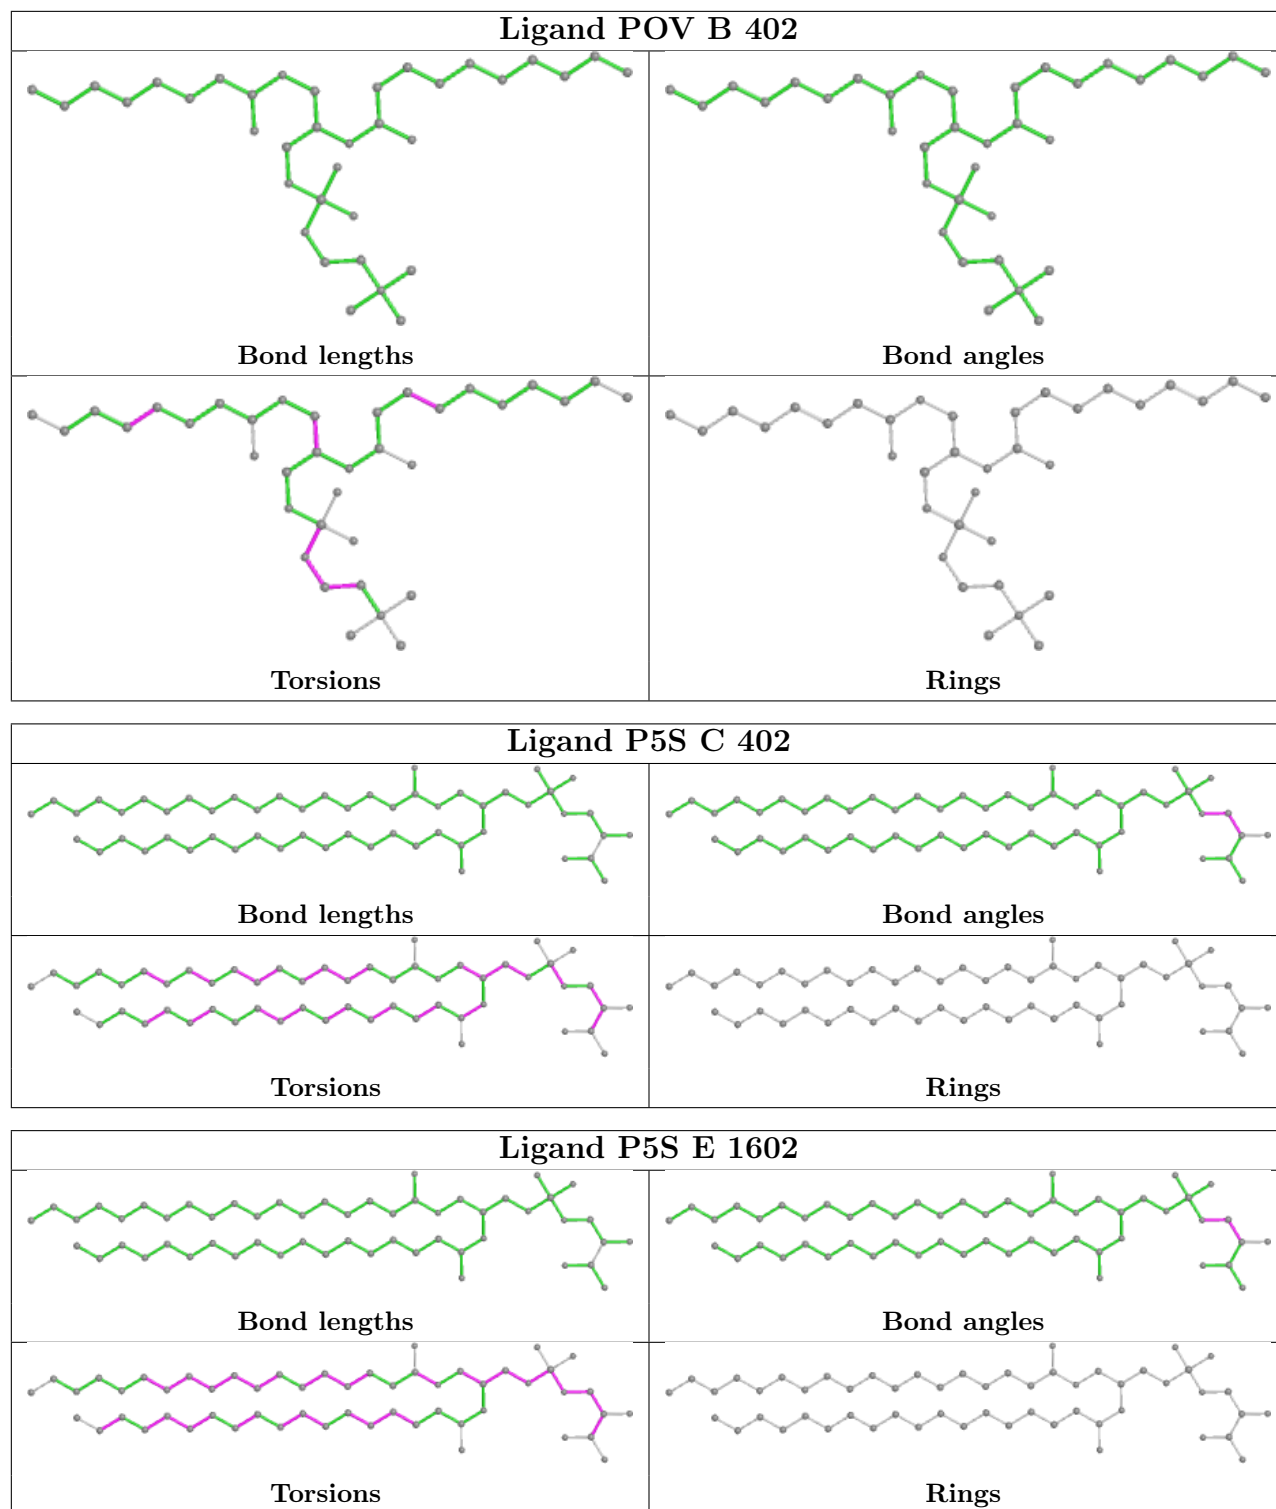 Ligand POV B 402
Bond lengths
Bond angles
Torsions
Rings
Ligand P5S C 402
Bond lengths
Bond angles
Torsions
Rings
Ligand P5S E 1602
Bond lengths
Bond angles
Torsions
Rings